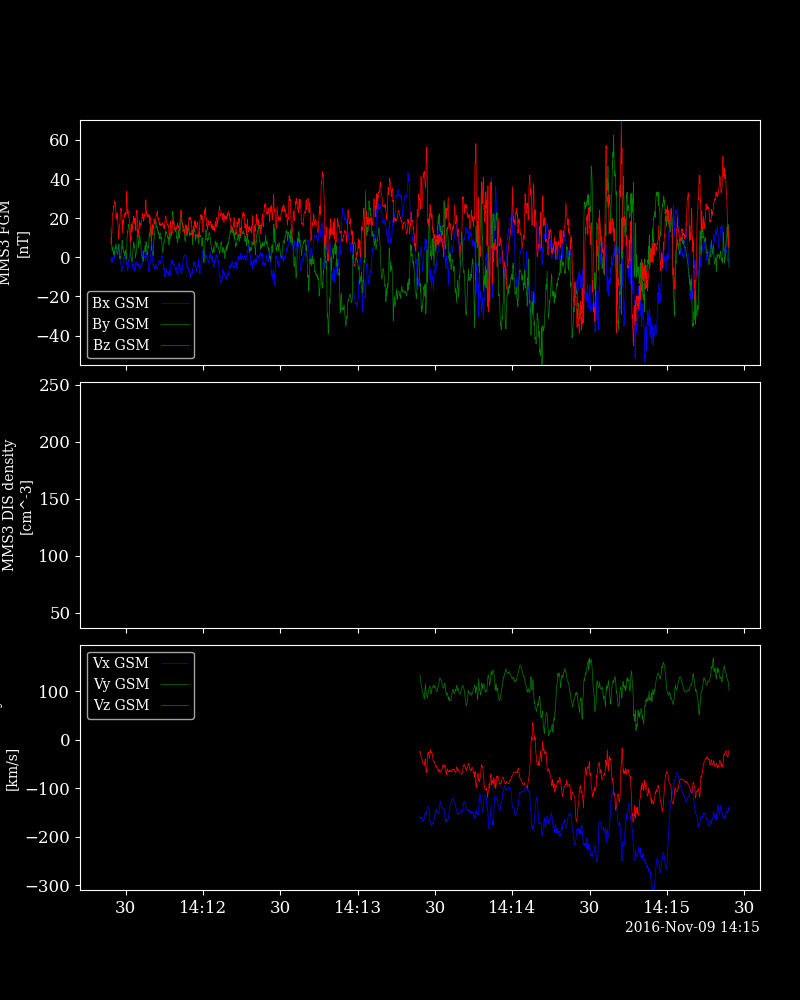 60
40
20
0
−20
−40
MMS3 FGM
[nT]
Bx GSM
By GSM
Bz GSM
250
200
150
100
50
MMS3 DIS density
[cm^-3]
100
0
−100
−200
−300
[km/s]
Vx GSM
Vy GSM
Vz GSM
30 14:12 30 14:13 30 14:14 30 14:15 30
2016-Nov-09 14:15